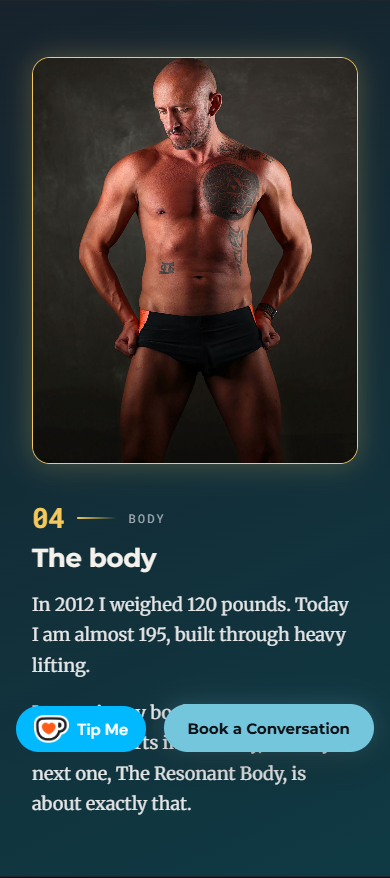 04 BODY
The body
In 2012 I weighed 120 pounds. Today
I am almost 195, built through heavy
lifting.
Tip Me
Book a Conversation
next one, The Resonant Body, is
about exactly that.